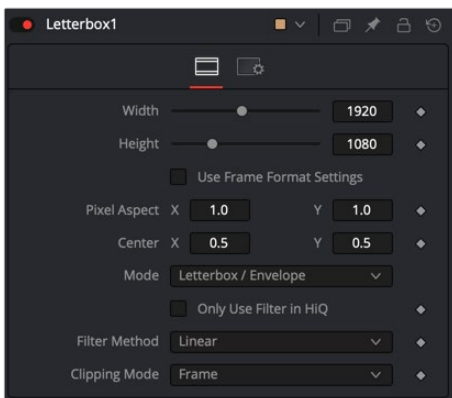 Letterbox1
Width 1920
Height 1080
Use Frame Format Settings
Pixel Aspect X 1.0 Y 1.0
Center X 0.5 Y 0.5
Mode Letterbox / Envelope
Only Use Filter in HiQ
Filter Method Linear
Clipping Mode Frame